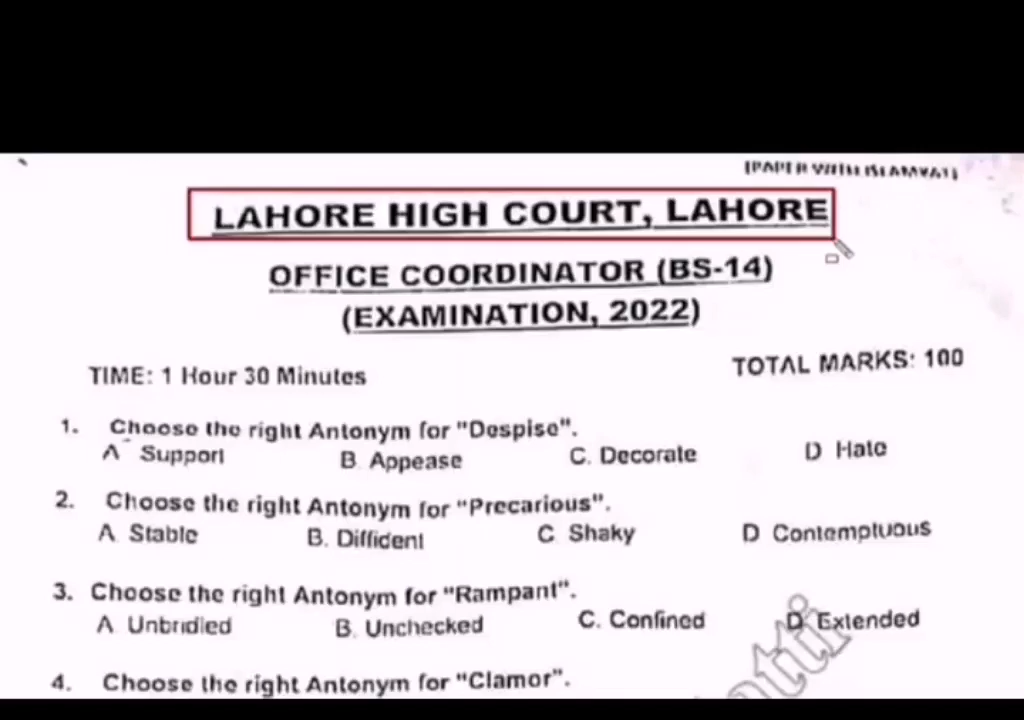 [PAPER WITH ISLAMYAT]
LAHORE HIGH COURT, LAHORE
OFFICE COORDINATOR (BS-14)
(EXAMINATION, 2022)
TIME: 1 Hour 30 Minutes TOTAL MARKS: 100
1. Choose the right Antonym for "Despise".
A Support B. Appease C. Decorate D Hate
2. Choose the right Antonym for "Precarious".
A Stable B. Diffident C Shaky D Contemptuous
3. Choose the right Antonym for "Rampant".
A Unbridled B. Unchecked C. Confined D Extended
4. Choose the right Antonym for "Clamor".